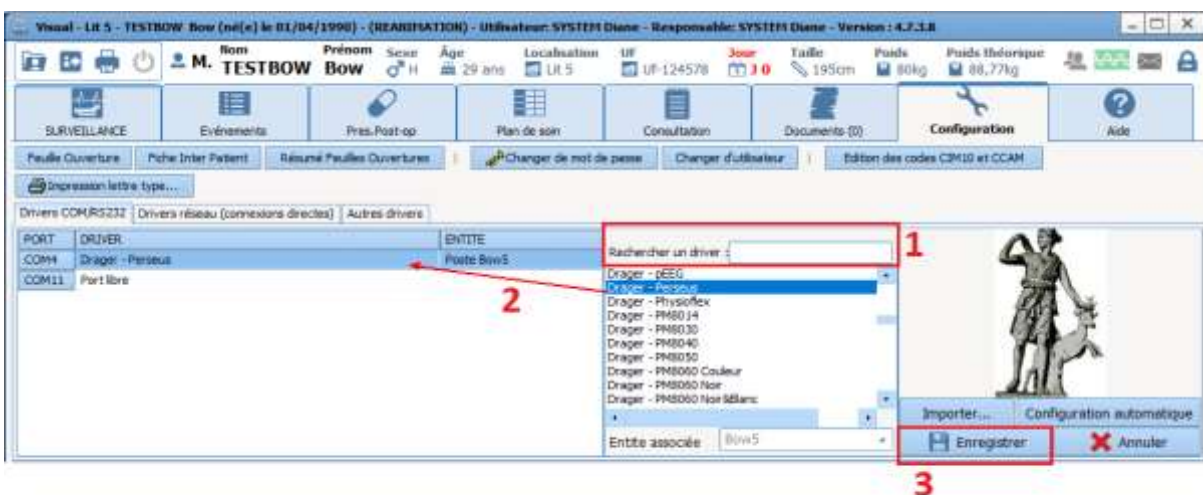 Visual - Lit 5 - TESTBOW Bow (né(e) le 01/04/1990) - (REANIMATION) - Utilisateur: SYSTEM Diane - Responsable: SYSTEM Diane - Version : 4.7.3.8
M. Nom TESTBOW Prénom Bow Sexe H Âge 29 ans Localisation Lit 5 UF UF-124578 Jour J 0 Taille 195cm Poids 80kg Poids théorique 88,77kg
SURVEILLANCE Evénements Pres.Post-op Plan de soin Consultation Documents (0) Configuration Aide
Feuille Ouverture Fiche Inter Patient Résumé Feuilles Ouvertures Changer de mot de passe Changer d'utilisateur Edition des codes CIM10 et CCAM
Impression lettre type...
Drivers COM/RS232 Drivers réseau (connexions directes) Autres drivers
PORT DRIVER ENTITE
COM4 Drager - Perseus Poste Bow5
COM11 Port libre
Rechercher un driver :
1
2
Drager - pEEG
Drager - Perseus
Drager - Physioflex
Drager - PM8014
Drager - PM8030
Drager - PM8040
Drager - PM8050
Drager - PM8060 Couleur
Drager - PM8060 Noir
Drager - PM8060 Noir&Blanc
Entite associée Bow5
Importer... Configuration automatique
Enregistrer Annuler
3